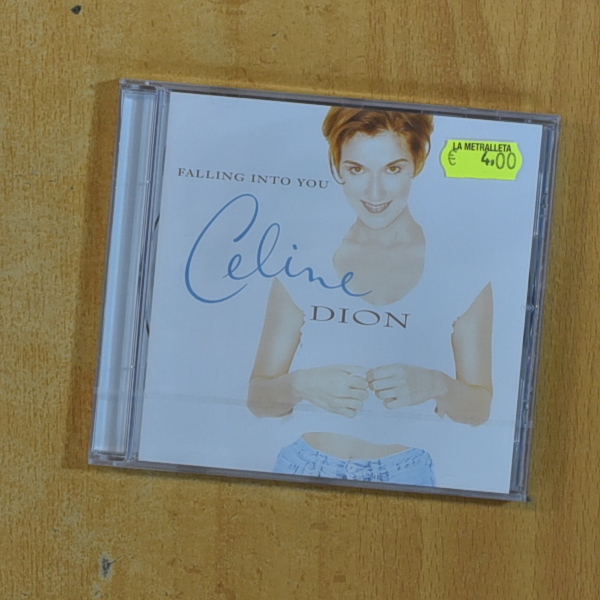 LA METRALLETA
€ 4,00
FALLING INTO YOU
Celine
DION